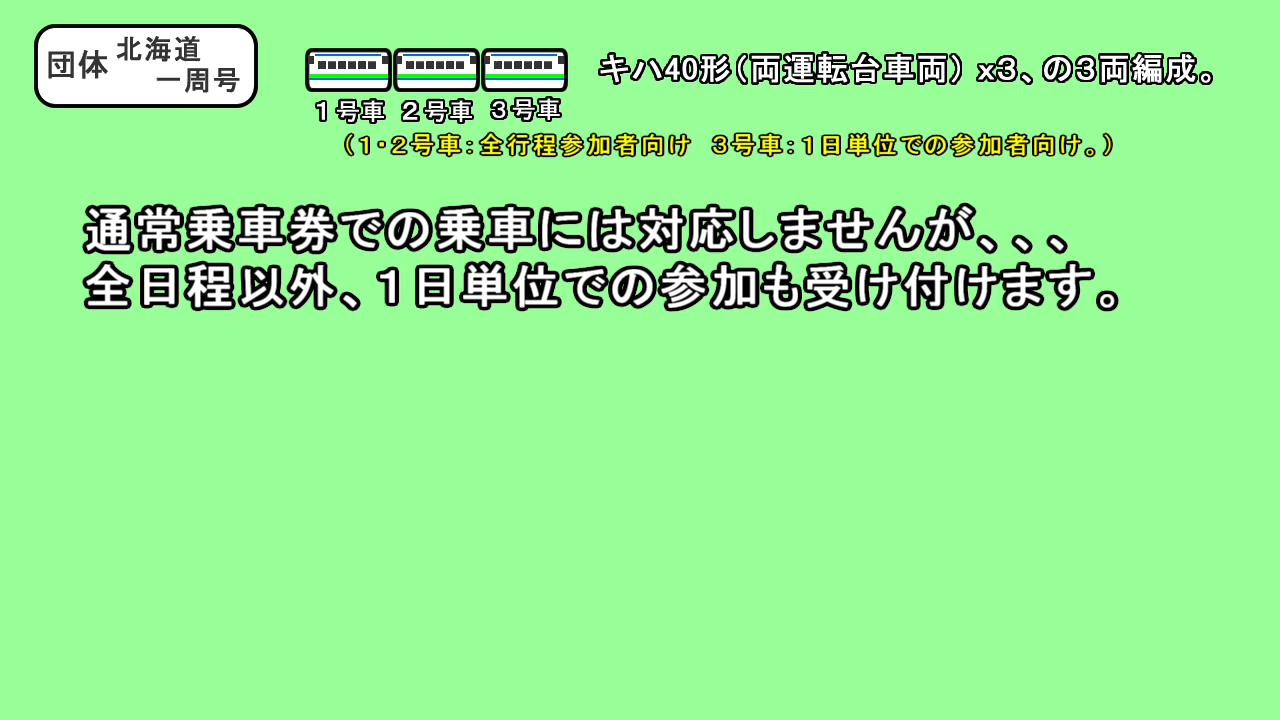 団体 北海道
一周号
キハ40形（両運転台車両） x３、の３両編成。
１号車 ２号車 ３号車
（１・２号車：全行程参加者向け　３号車：１日単位での参加者向け。）
通常乗車券での乗車には対応しませんが、、、
全日程以外、１日単位での参加も受け付けます。